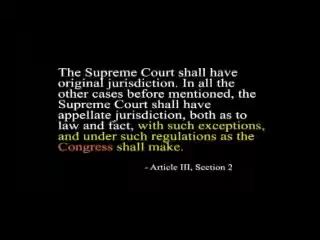 The Supreme Court shall have
original jurisdiction. In all the
other cases before mentioned, the
Supreme Court shall have
appellate jurisdiction, both as to
law and fact, with such exceptions,
and under such regulations as the
Congress shall make.
- Article III, Section 2